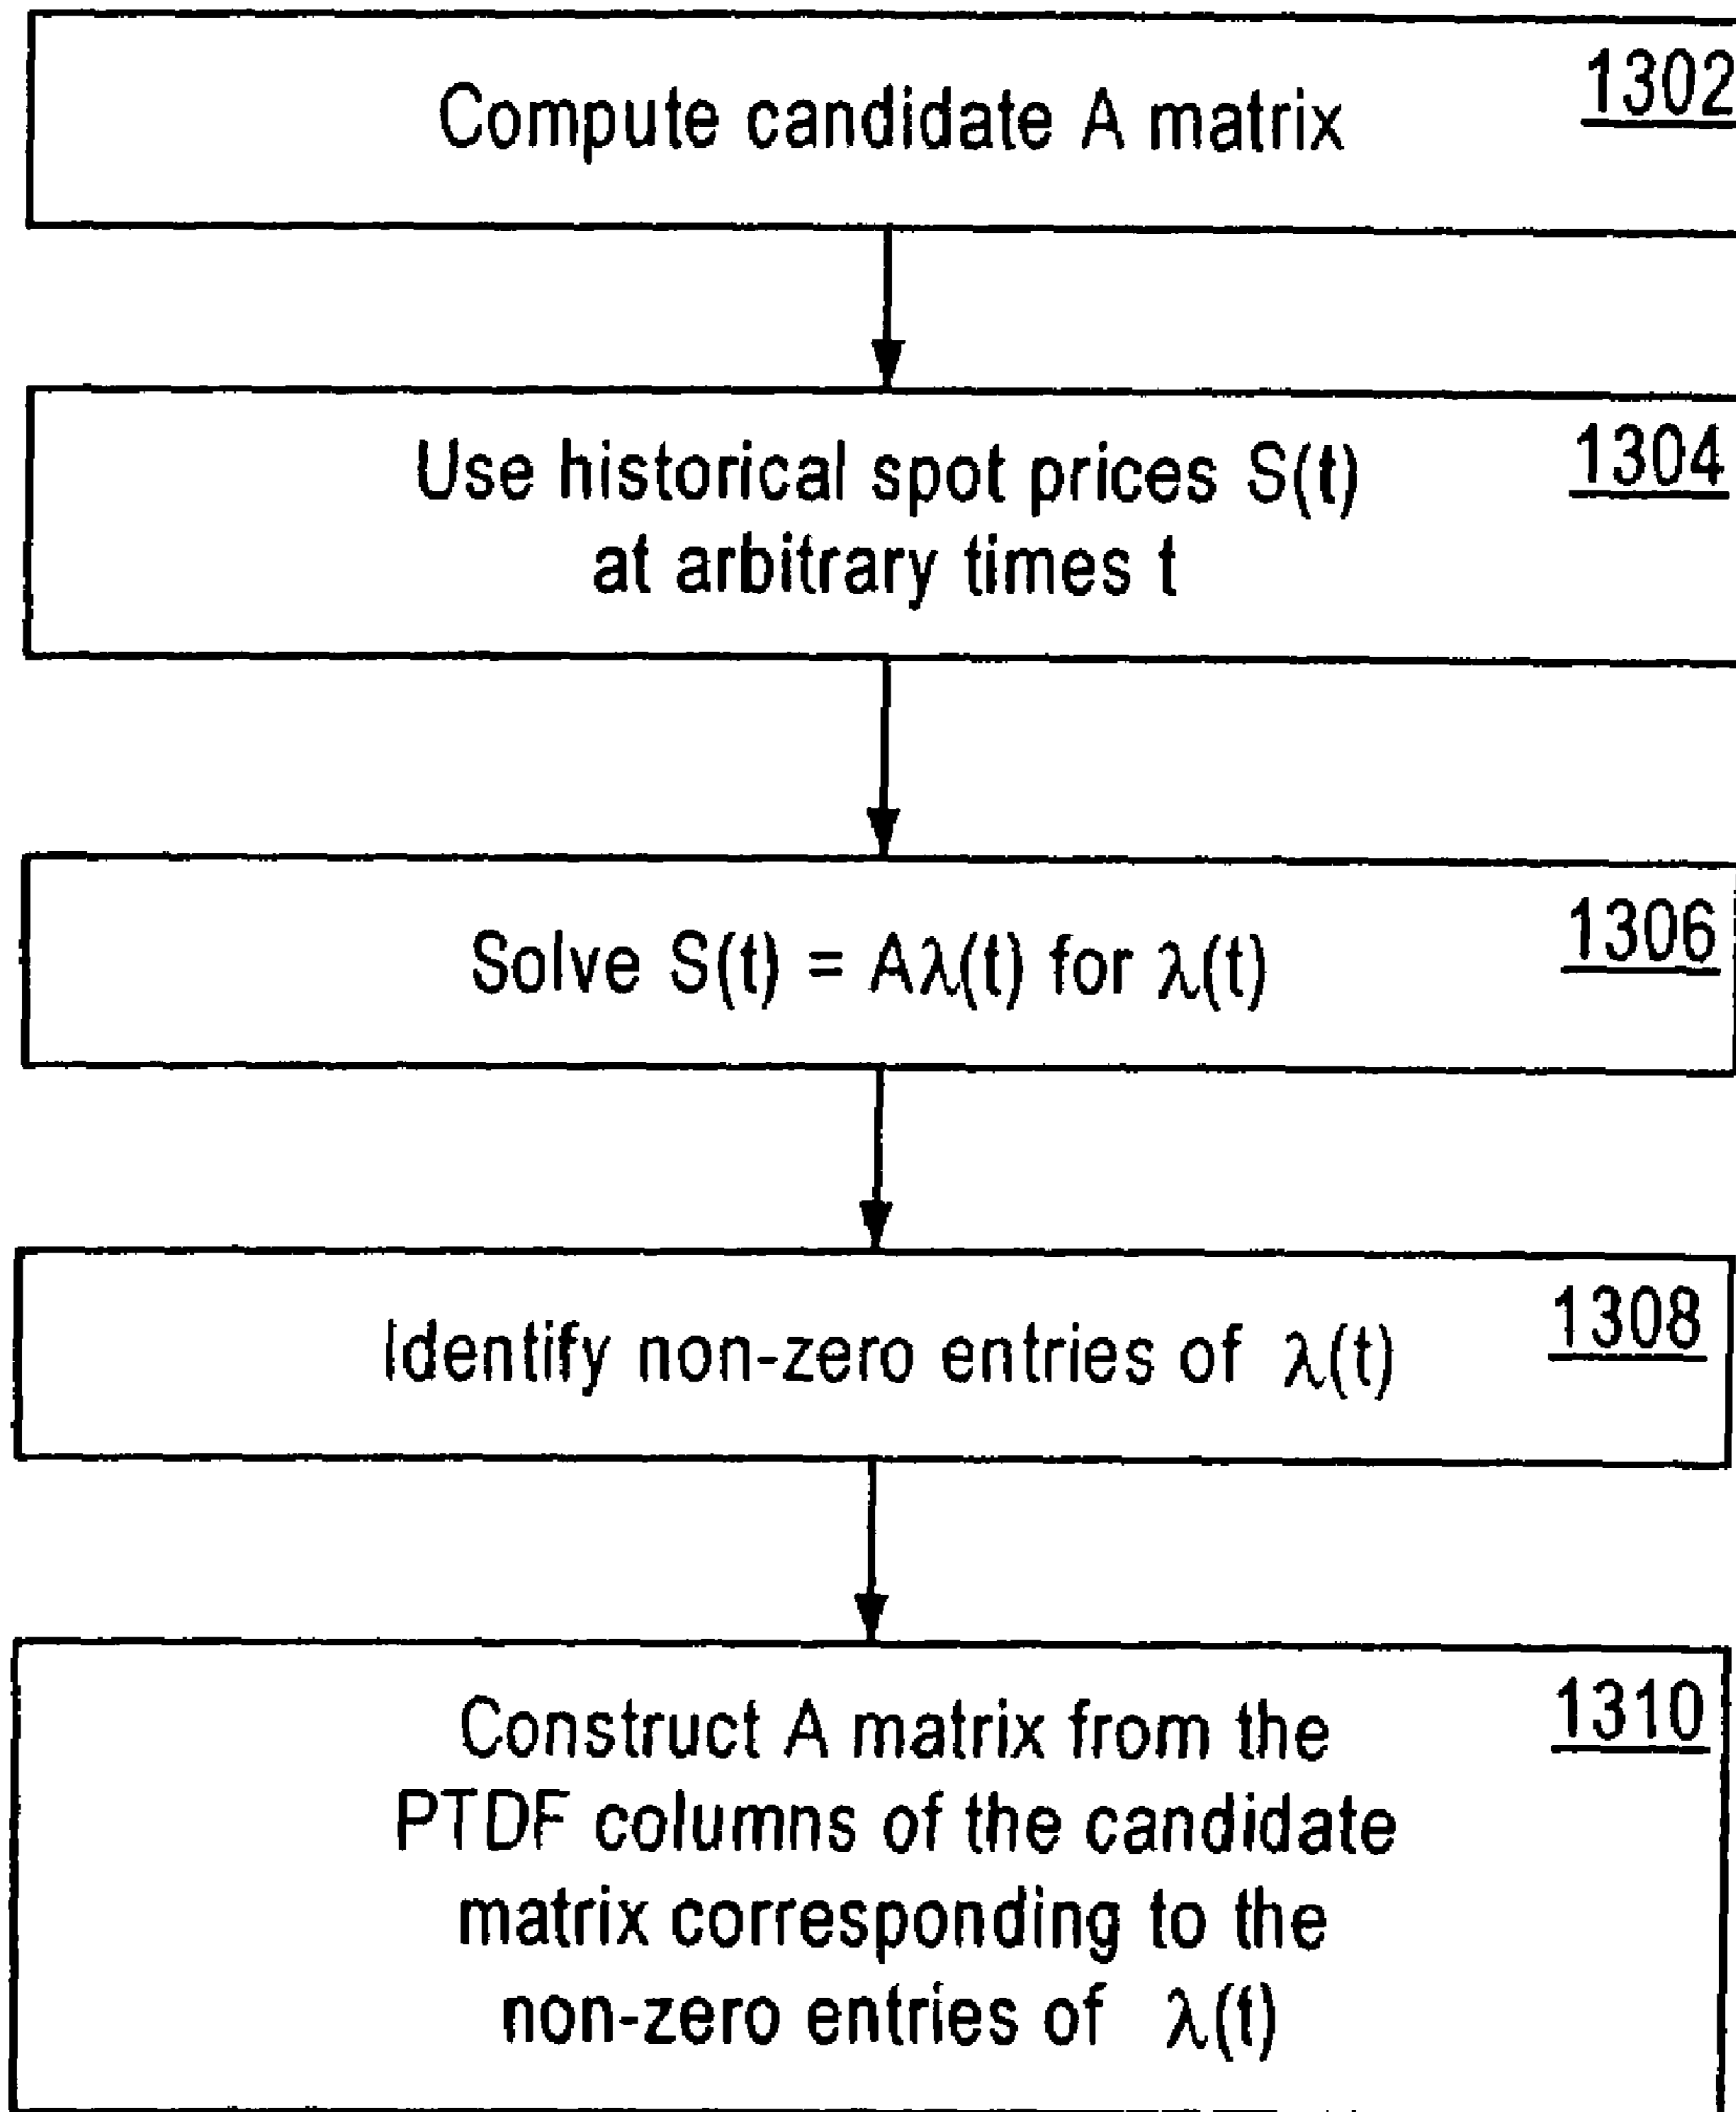 Compute candidate A matrix
1302
Use historical spot prices S(t)
1304
at arbitrary times t
Solve S(t) = Aλ(t) for λ(t)
1306
Identify non-zero entries of λ(t)
1308
Construct A matrix from the
1310
PTDF columns of the candidate
matrix corresponding to the
non-zero entries of λ(t)